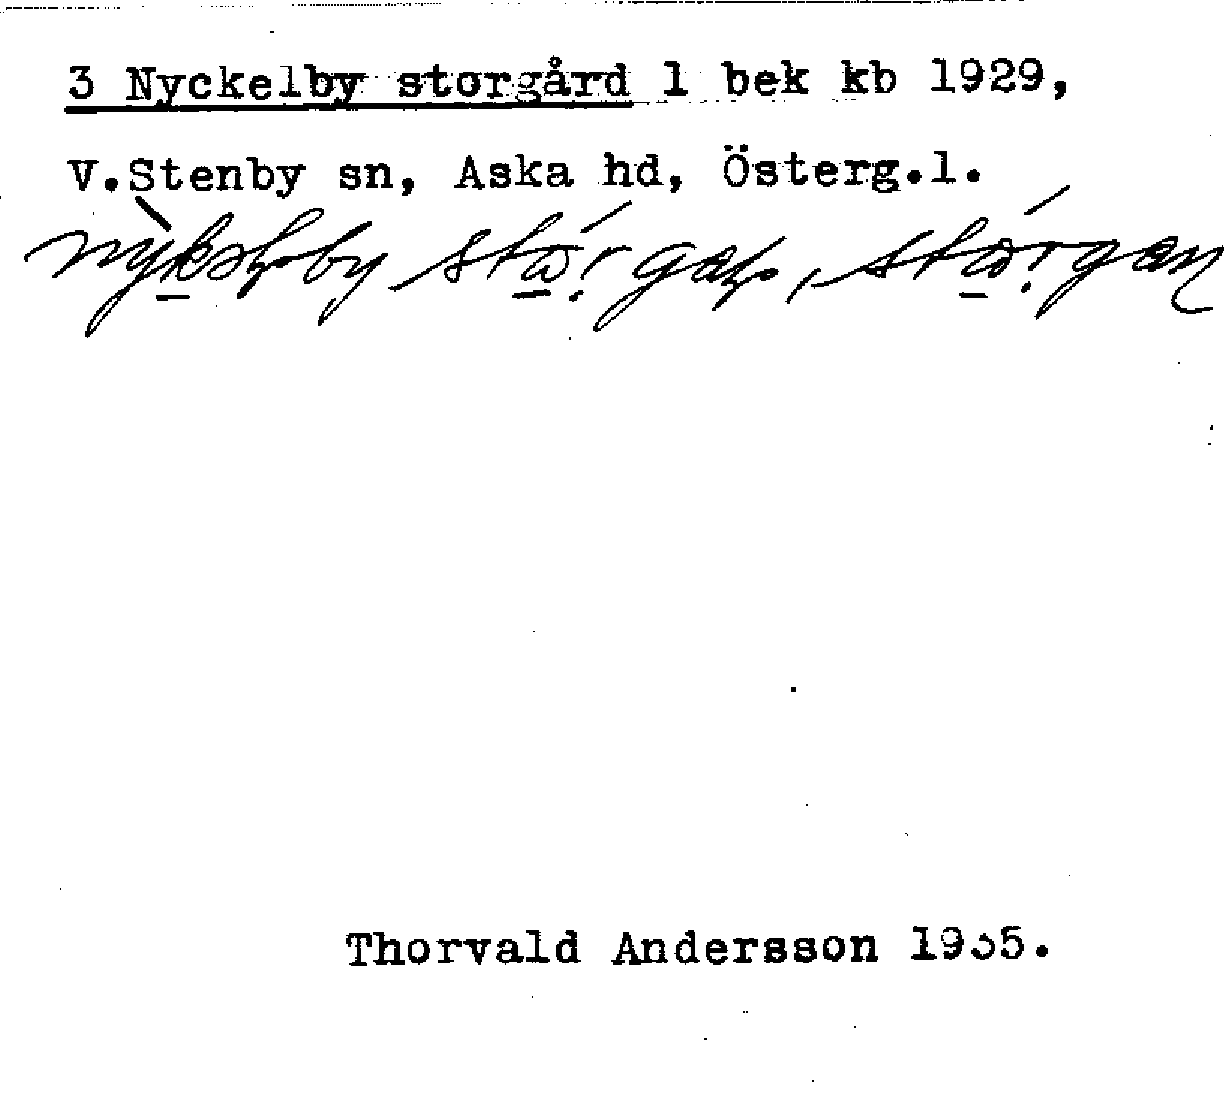 3 Nyckelby storgård 1 bek kb 1929,
V.Stenby sn, Aska hd, Österg.l.
Thorvald Andersson 1935.